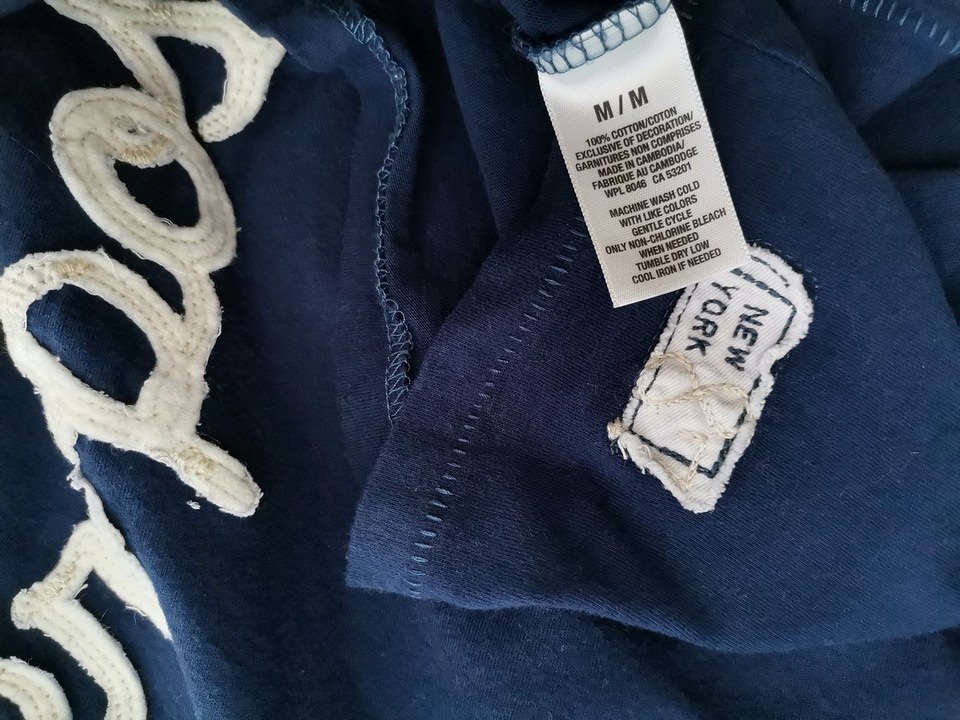 M / M
100% COTTON/COTON
EXCLUSIVE OF DECORATION/
GARNITURES NON COMPRISES
MADE IN CAMBODIA/
FABRIQUE AU CAMBODGE
WPL 8046 CA 53201
MACHINE WASH COLD
WITH LIKE COLORS
GENTLE CYCLE
ONLY NON-CHLORINE BLEACH
WHEN NEEDED
TUMBLE DRY LOW
COOL IRON IF NEEDED
NEW
YORK